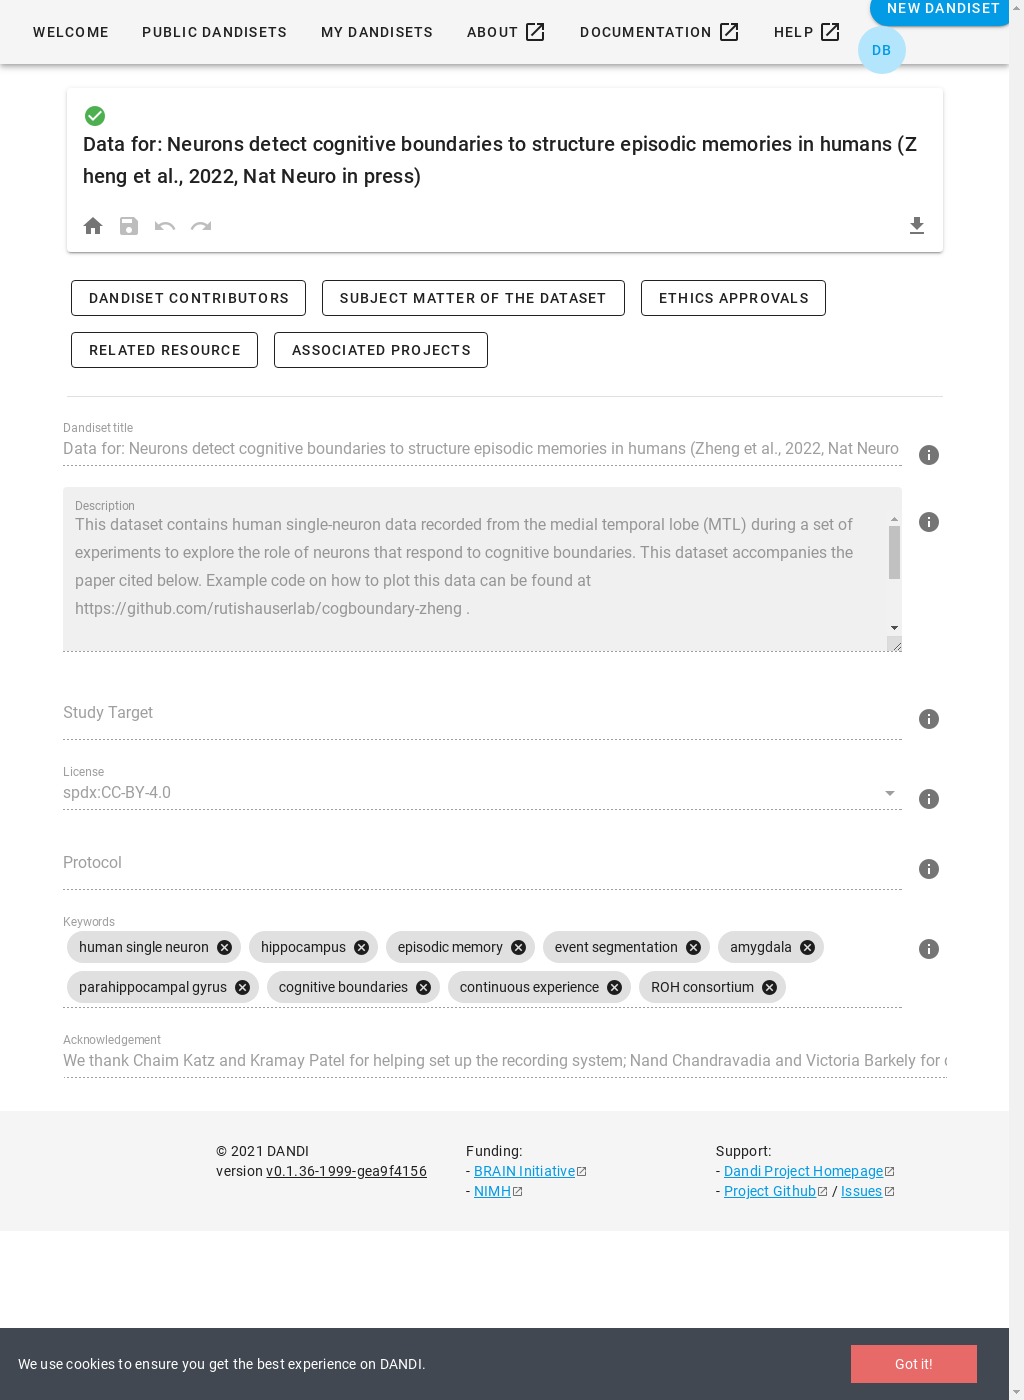 WELCOME PUBLIC DANDISETS MY DANDISETS ABOUT DOCUMENTATION HELP NEW DANDISET
DB
Data for: Neurons detect cognitive boundaries to structure episodic memories in humans (Z
heng et al., 2022, Nat Neuro in press)
DANDISET CONTRIBUTORS SUBJECT MATTER OF THE DATASET ETHICS APPROVALS
RELATED RESOURCE ASSOCIATED PROJECTS
Dandiset title
Data for: Neurons detect cognitive boundaries to structure episodic memories in humans (Zheng et al., 2022, Nat Neuro
Description
This dataset contains human single-neuron data recorded from the medial temporal lobe (MTL) during a set of
experiments to explore the role of neurons that respond to cognitive boundaries. This dataset accompanies the
paper cited below. Example code on how to plot this data can be found at
https://github.com/rutishauserlab/cogboundary-zheng .
Study Target
License
spdx:CC-BY-4.0
Protocol
Keywords
human single neuron hippocampus episodic memory event segmentation amygdala
parahippocampal gyrus cognitive boundaries continuous experience ROH consortium
Acknowledgement
We thank Chaim Katz and Kramay Patel for helping set up the recording system; Nand Chandravadia and Victoria Barkely for
© 2021 DANDI Funding: Support:
version v0.1.36-1999-gea9f4156 - BRAIN Initiative - Dandi Project Homepage
- NIMH - Project Github / Issues
We use cookies to ensure you get the best experience on DANDI. Got it!